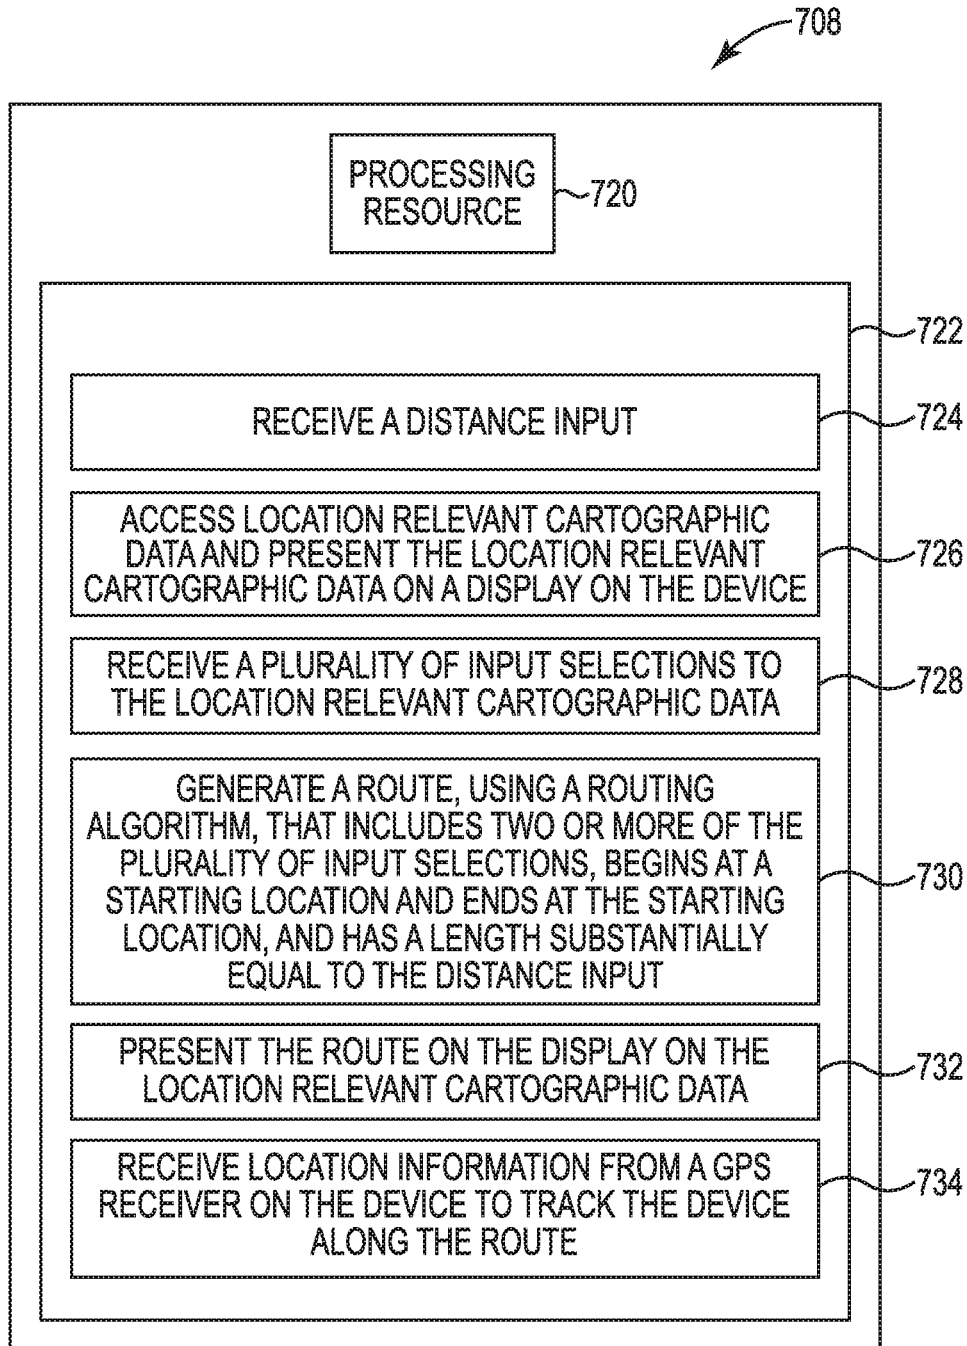 708
PROCESSING
RESOURCE
720
722
RECEIVE A DISTANCE INPUT
724
ACCESS LOCATION RELEVANT CARTOGRAPHIC
DATA AND PRESENT THE LOCATION RELEVANT
CARTOGRAPHIC DATA ON A DISPLAY ON THE DEVICE
726
RECEIVE A PLURALITY OF INPUT SELECTIONS TO
THE LOCATION RELEVANT CARTOGRAPHIC DATA
728
GENERATE A ROUTE, USING A ROUTING
ALGORITHM, THAT INCLUDES TWO OR MORE OF THE
PLURALITY OF INPUT SELECTIONS, BEGINS AT A
STARTING LOCATION AND ENDS AT THE STARTING
LOCATION, AND HAS A LENGTH SUBSTANTIALLY
EQUAL TO THE DISTANCE INPUT
730
PRESENT THE ROUTE ON THE DISPLAY ON THE
LOCATION RELEVANT CARTOGRAPHIC DATA
732
RECEIVE LOCATION INFORMATION FROM A GPS
RECEIVER ON THE DEVICE TO TRACK THE DEVICE
ALONG THE ROUTE
734